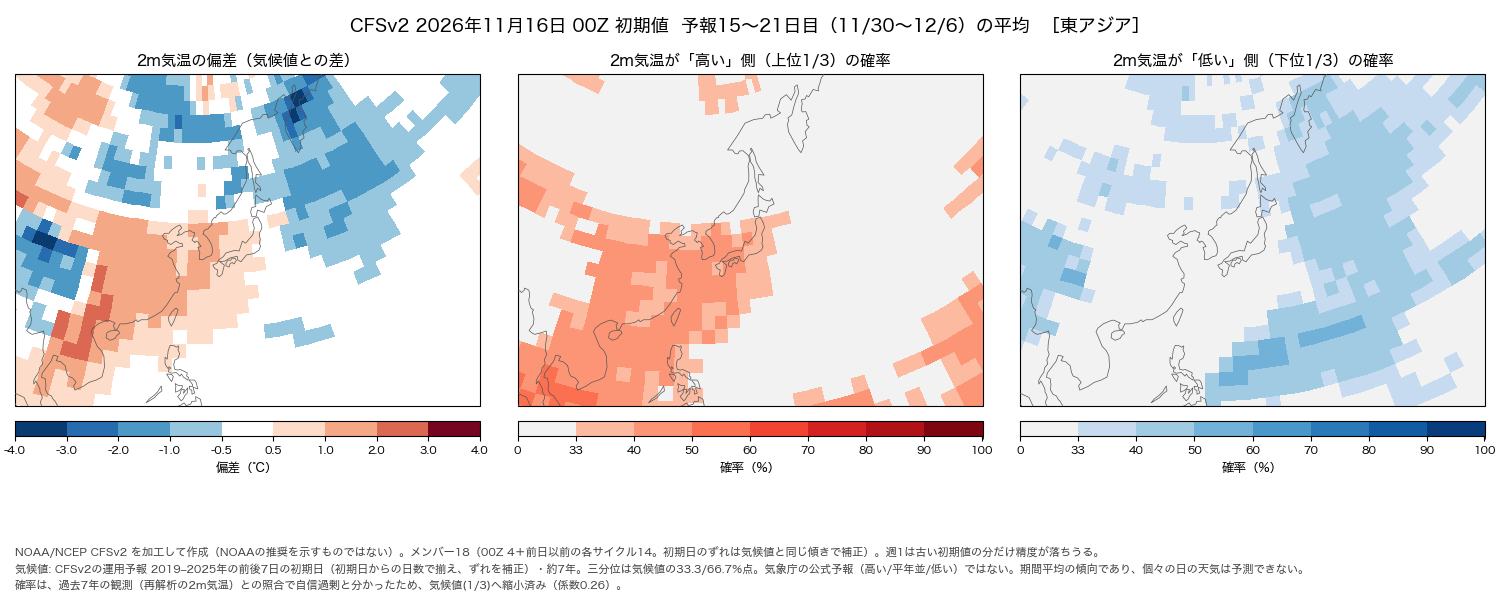 CFSv2 2026年11月16日 00Z 初期値 予報15～21日目（11/30～12/6）の平均 ［東アジア］
2m気温の偏差（気候値との差）
2m気温が「高い」側（上位1/3）の確率
2m気温が「低い」側（下位1/3）の確率
-4.0 -3.0 -2.0 -1.0 -0.5 0.5 1.0 2.0 3.0 4.0
偏差（℃）
0 33 40 50 60 70 80 90 100
確率（%）
0 33 40 50 60 70 80 90 100
確率（%）
NOAA/NCEP CFSv2 を加工して作成（NOAAの推奨を示すものではない）。メンバー18（00Z 4＋前日以前の各サイクル14。初期日のずれは気候値と同じ傾きで補正）。週1は古い初期値の分だけ精度が落ちうる。
気候値: CFSv2の運用予報 2019–2025年の前後7日の初期日（初期日からの日数で揃え、ずれを補正）・約7年。三分位は気候値の33.3/66.7%点。気象庁の公式予報（高い/平年並/低い）ではない。期間平均の傾向であり、個々の日の天気は予測できない。
確率は、過去7年の観測（再解析の2m気温）との照合で自信過剰と分かったため、気候値(1/3)へ縮小済み（係数0.26）。